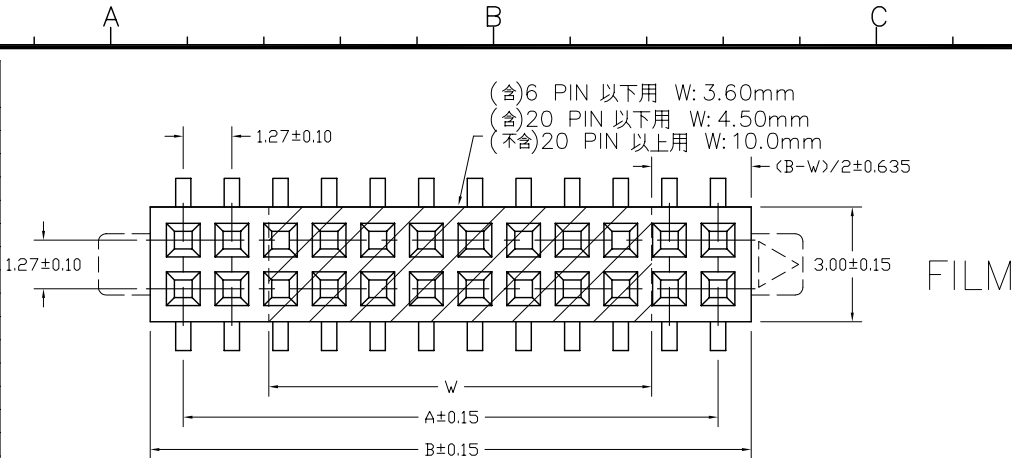 A
B
C
(含)6 PIN 以下用 W: 3.60mm
(含)20 PIN 以下用 W: 4.50mm
(不含)20 PIN 以上用 W: 10.0mm
1.27±0.10
(B-W)/2±0.635
1.27±0.10
3.00±0.15
FILM
W
A±0.15
B±0.15